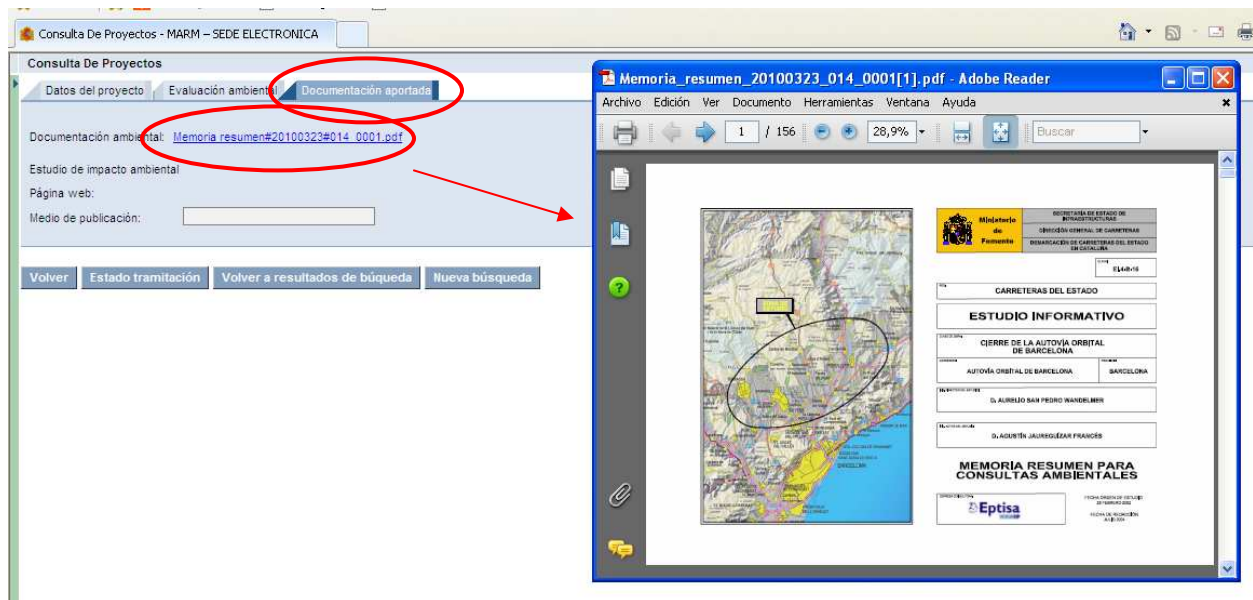 Consulta De Proyectos - MARM – SEDE ELECTRONICA
Consulta De Proyectos
Datos del proyecto
Evaluación ambiental
Documentación aportada
Documentación ambiental: Memoria resumen#20100323#014_0001.pdf
Estudio de impacto ambiental
Página web:
Medio de publicación:
Volver
Estado tramitación
Volver a resultados de búqueda
Nueva búsqueda
Memoria_resumen_20100323_014_0001[1].pdf - Adobe Reader
Archivo Edición Ver Documento Herramientas Ventana Ayuda
1 / 156
28,9%
Buscar
Ministerio
de
Fomento
SECRETARÍA DE ESTADO DE
INFRAESTRUCTURAS
DIRECCIÓN GENERAL DE CARRETERAS
DEMARCACIÓN DE CARRETERAS DEL ESTADO
EN CATALUÑA
CARRETERAS DEL ESTADO
ESTUDIO INFORMATIVO
CIERRE DE LA AUTOVÍA ORBITAL
DE BARCELONA
AUTOVÍA ORBITAL DE BARCELONA
BARCELONA
D. AURELIO SAN PEDRO WANDELMER
D. AGUSTÍN JAUREGUÍZAR FRANCÉS
MEMORIA RESUMEN PARA
CONSULTAS AMBIENTALES
Eptisa